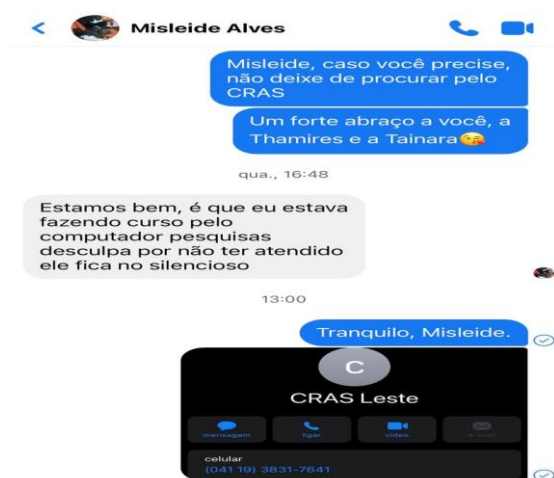 Misleide Alves
Misleide, caso você precise,
não deixe de procurar pelo
CRAS
Um forte abraço a você, a
Thamires e a Tainara😘
qua., 16:48
Estamos bem, é que eu estava
fazendo curso pelo
computador pesquisas
desculpa por não ter atendido
ele fica no silencioso
13:00
Tranquilo, Misleide.
C
CRAS Leste
mensagem ligar vídeo e-mail
celular
(041 19) 3831-7641